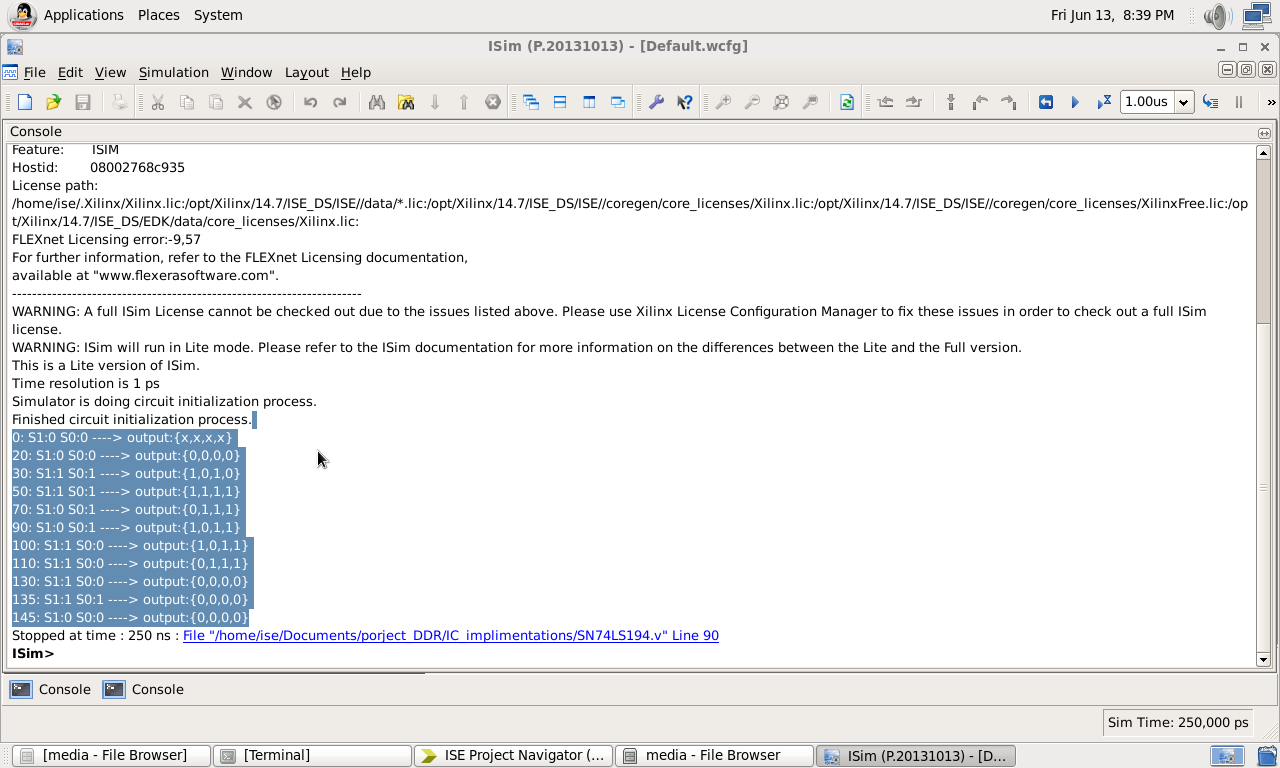 Applications Places System Fri Jun 13, 8:39 PM
ISim (P.20131013) - [Default.wcfg]
File Edit View Simulation Window Layout Help
1.00us »
Console
Feature: ISIM
Hostid: 08002768c935
License path:
/home/ise/.Xilinx/Xilinx.lic:/opt/Xilinx/14.7/ISE_DS/ISE//data/*.lic:/opt/Xilinx/14.7/ISE_DS/ISE//coregen/core_licenses/Xilinx.lic:/opt/Xilinx/14.7/ISE_DS/ISE//coregen/core_licenses/XilinxFree.lic:/op
t/Xilinx/14.7/ISE_DS/EDK/data/core_licenses/Xilinx.lic:
FLEXnet Licensing error:-9,57
For further information, refer to the FLEXnet Licensing documentation,
available at "www.flexerasoftware.com".
----------------------------------------------------------------------
WARNING: A full ISim License cannot be checked out due to the issues listed above. Please use Xilinx License Configuration Manager to fix these issues in order to check out a full ISim
license.
WARNING: ISim will run in Lite mode. Please refer to the ISim documentation for more information on the differences between the Lite and the Full version.
This is a Lite version of ISim.
Time resolution is 1 ps
Simulator is doing circuit initialization process.
Finished circuit initialization process.
0: S1:0 S0:0 ----> output:{x,x,x,x}
20: S1:0 S0:0 ----> output:{0,0,0,0}
30: S1:1 S0:1 ----> output:{1,0,1,0}
50: S1:1 S0:1 ----> output:{1,1,1,1}
70: S1:0 S0:1 ----> output:{0,1,1,1}
90: S1:0 S0:1 ----> output:{1,0,1,1}
100: S1:1 S0:0 ----> output:{1,0,1,1}
110: S1:1 S0:0 ----> output:{0,1,1,1}
130: S1:1 S0:0 ----> output:{0,0,0,0}
135: S1:1 S0:1 ----> output:{0,0,0,0}
145: S1:0 S0:0 ----> output:{0,0,0,0}
Stopped at time : 250 ns : File "/home/ise/Documents/porject_DDR/IC_implimentations/SN74LS194.v" Line 90
ISim>
Console Console
Sim Time: 250,000 ps
[media - File Browser] [Terminal] ISE Project Navigator (... media - File Browser ISim (P.20131013) - [D...